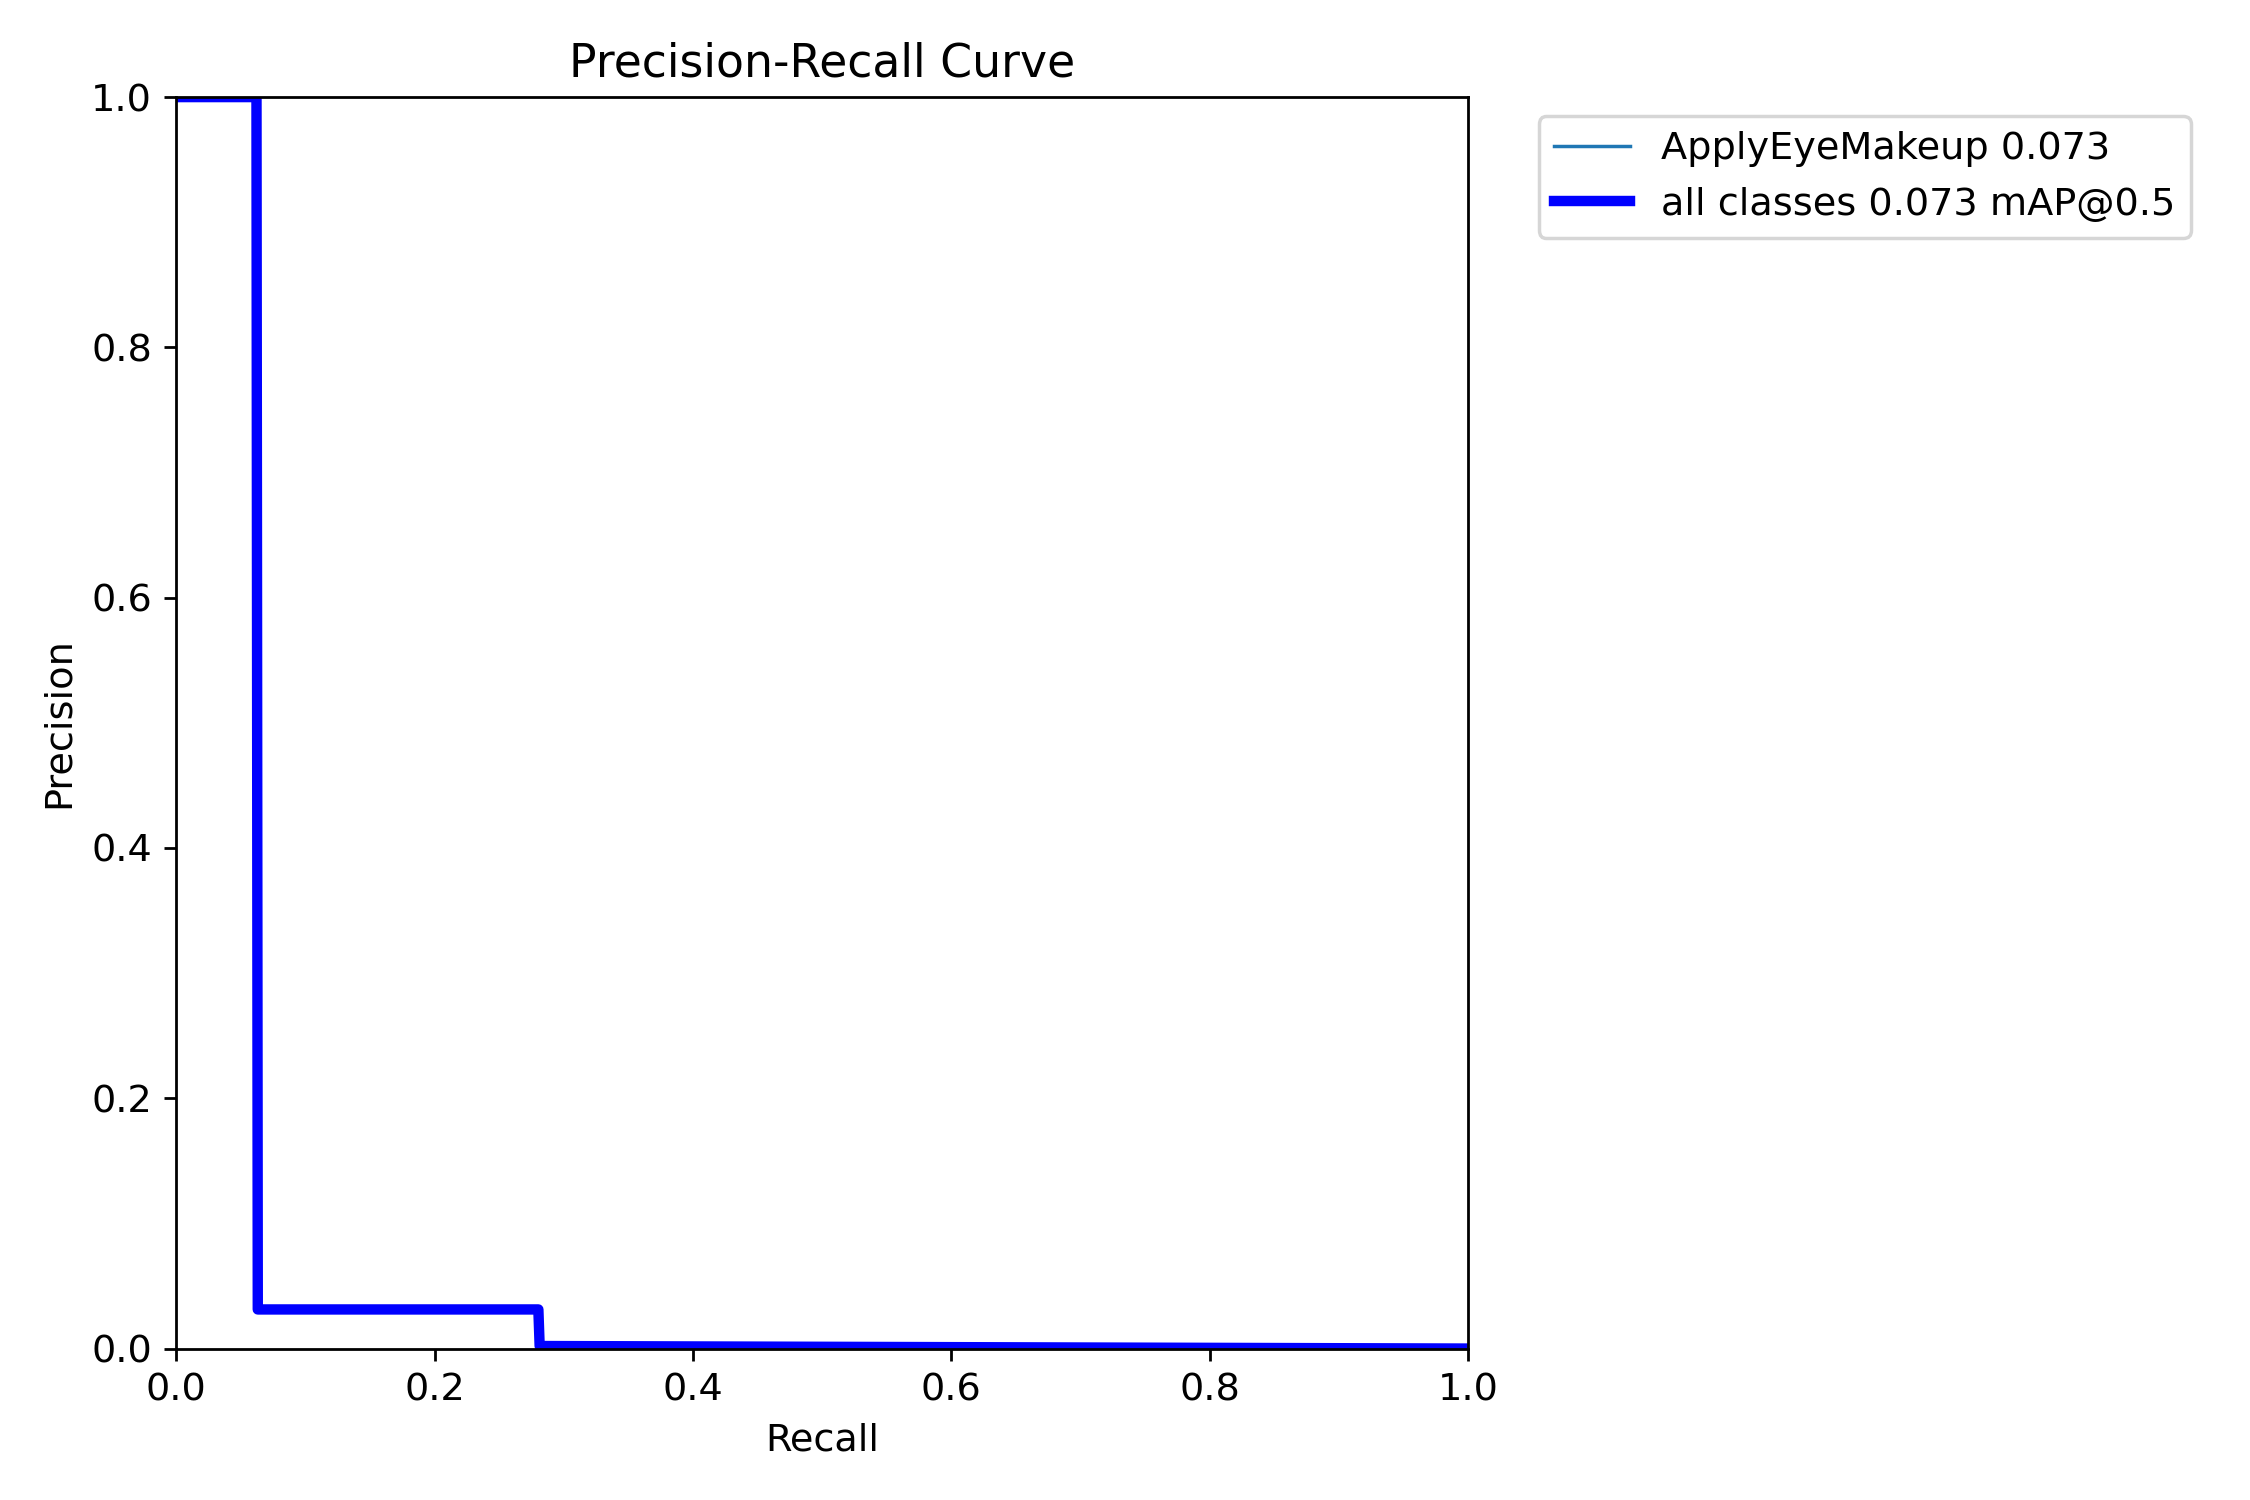 Precision-Recall Curve
1.0
0.8
0.6
0.4
0.2
0.0
Precision
0.0 0.2 0.4 0.6 0.8 1.0
Recall
ApplyEyeMakeup 0.073
all classes 0.073 mAP@0.5